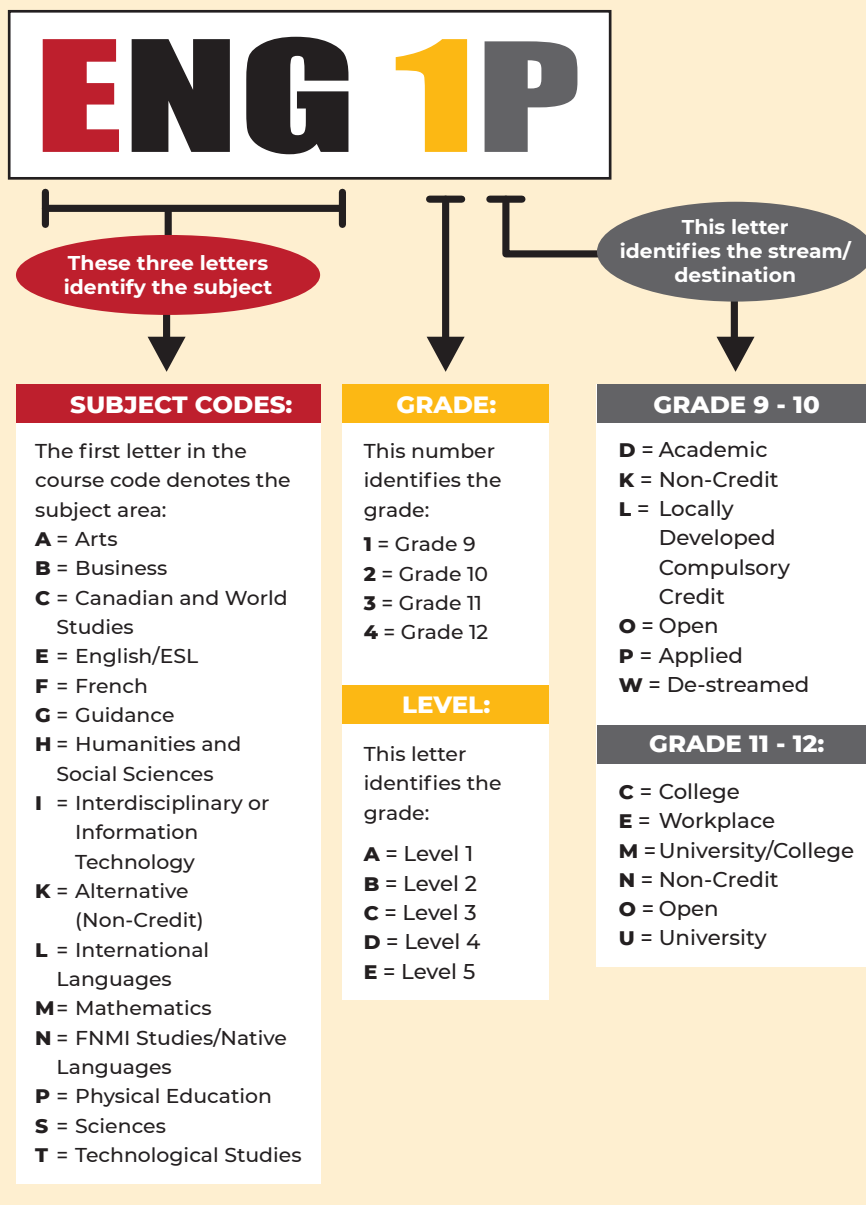 ENG 1P
These three letters
identify the subject
This letter
identifies the stream/
destination
SUBJECT CODES:
The first letter in the
course code denotes the
subject area:
A = Arts
B = Business
C = Canadian and World
Studies
E = English/ESL
F = French
G = Guidance
H = Humanities and
Social Sciences
I = Interdisciplinary or
Information
Technology
K = Alternative
(Non-Credit)
L = International
Languages
M= Mathematics
N = FNMI Studies/Native
Languages
P = Physical Education
S = Sciences
T = Technological Studies
GRADE:
This number
identifies the
grade:
1 = Grade 9
2 = Grade 10
3 = Grade 11
4 = Grade 12
LEVEL:
This letter
identifies the
grade:
A = Level 1
B = Level 2
C = Level 3
D = Level 4
E = Level 5
GRADE 9 - 10
D = Academic
K = Non-Credit
L = Locally
Developed
Compulsory
Credit
O = Open
P = Applied
W = De-streamed
GRADE 11 - 12:
C = College
E = Workplace
M = University/College
N = Non-Credit
O = Open
U = University